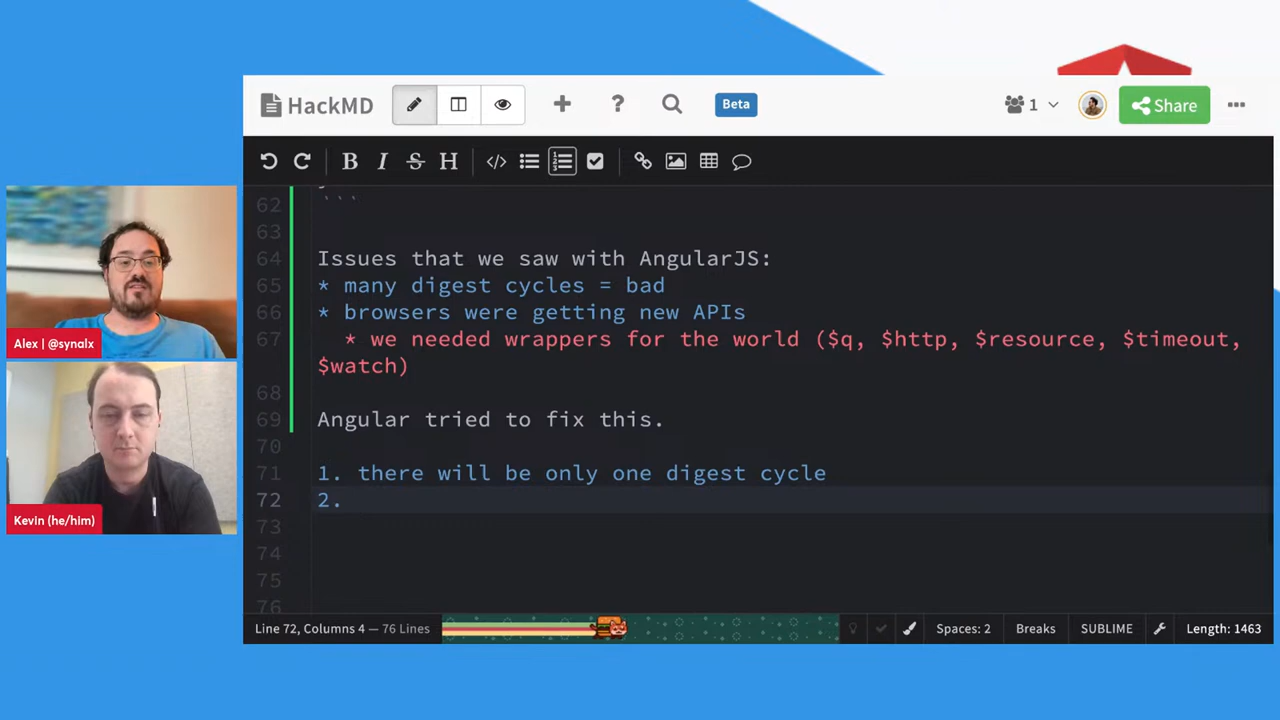 HackMD
?
Beta
1
Share
B I S H </>
62 ```
63
64 Issues that we saw with AngularJS:
65 * many digest cycles = bad
66 * browsers were getting new APIs
67 * we needed wrappers for the world ($q, $http, $resource, $timeout,
$watch)
68
69 Angular tried to fix this.
70
71 1. there will be only one digest cycle
72 2.
73
74
75
76
Line 72, Columns 4 — 76 Lines
Spaces: 2
Breaks
SUBLIME
Length: 1463
Alex | @synalx
Kevin (he/him)